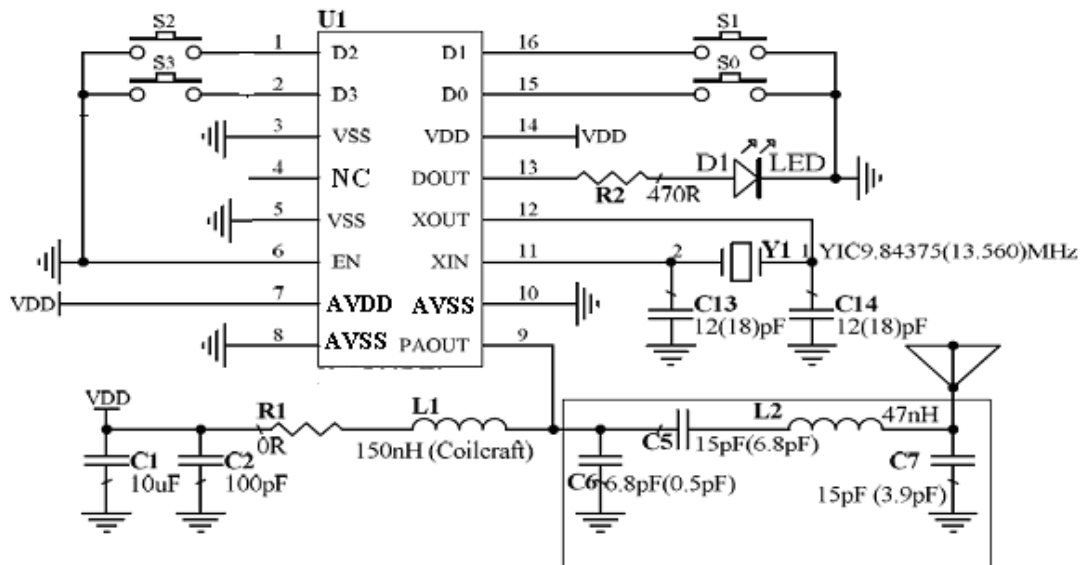 U1
S2
S1
1
D2
D1
16
S3
S0
2
D3
D0
15
3
VSS
VDD
14
VDD
4
NC
DOUT
13
R2
470R
D1
LED
5
VSS
XOUT
12
6
EN
XIN
11
2
Y1
1
YIC9.84375(13.560)MHz
VDD
7
AVDD
AVSS
10
C13
12(18)pF
C14
12(18)pF
8
AVSS
PAOUT
9
VDD
R1
0R
L1
150nH (Coilcraft)
C5
15pF(6.8pF)
L2
47nH
C1
10uF
C2
100pF
C6
6.8pF(0.5pF)
C7
15pF (3.9pF)